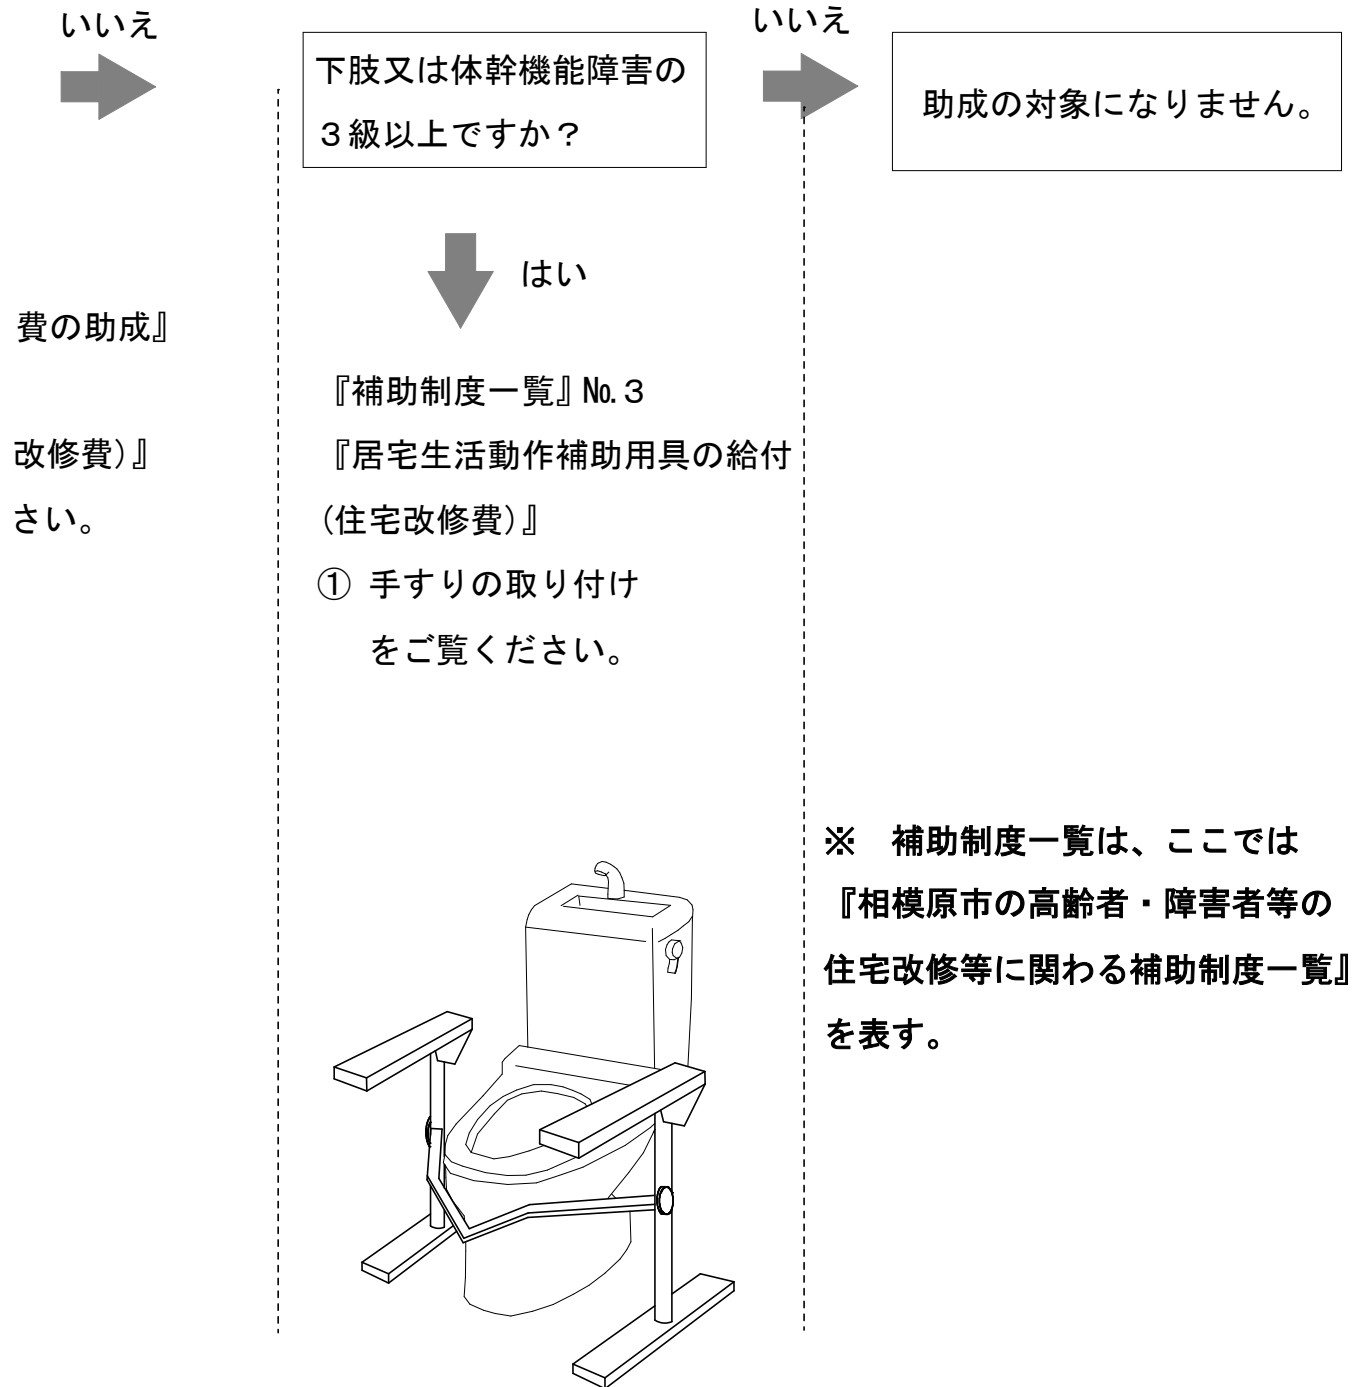 いいえ
費の助成』
改修費)』
さい。
下肢又は体幹機能障害の
３級以上ですか？
はい
『補助制度一覧』№３
『居宅生活動作補助用具の給付
(住宅改修費)』
① 手すりの取り付け
をご覧ください。
いいえ
助成の対象になりません。
※　補助制度一覧は、ここでは
『相模原市の高齢者・障害者等の
住宅改修等に関わる補助制度一覧』
を表す。